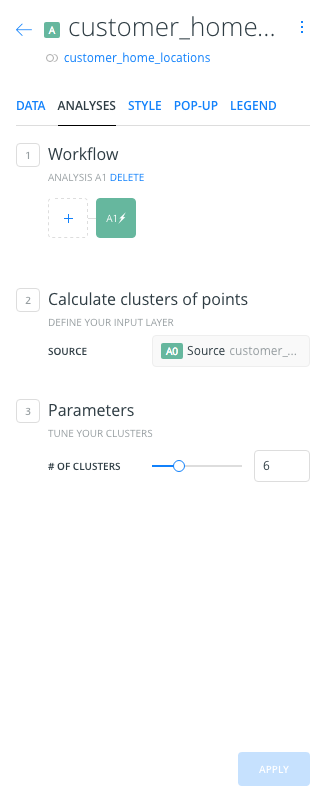 A customer_home...
customer_home_locations
DATA ANALYSES STYLE POP-UP LEGEND
1 Workflow
ANALYSIS A1 DELETE
+ A1
2 Calculate clusters of points
DEFINE YOUR INPUT LAYER
SOURCE A0 Source customer_...
3 Parameters
TUNE YOUR CLUSTERS
# OF CLUSTERS 6
APPLY